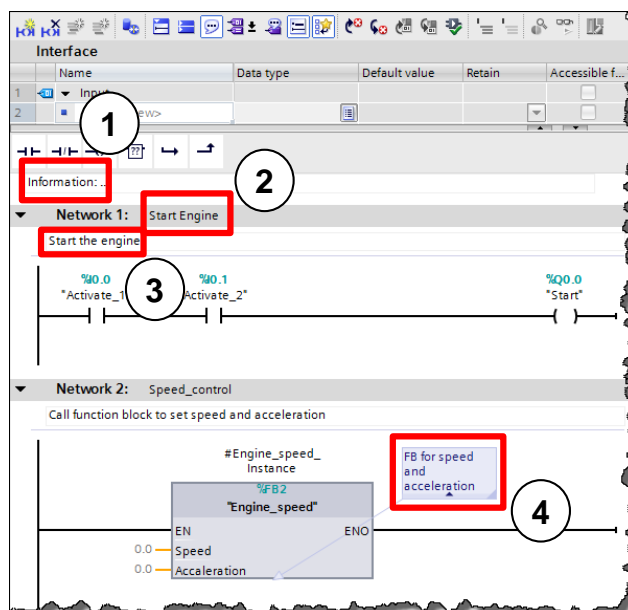 Interface
Name Data type Default value Retain Accessible f...
1 Input
2 ew>
1
??
2
Information: ...
Network 1: Start Engine
Start the engine
3
%I0.0 %I0.1 %Q0.0
"Activate_1 Activate_2" "Start"
Network 2: Speed_control
Call function block to set speed and acceleration
#Engine_speed_
Instance
%FB2
"Engine_speed"
FB for speed
and
acceleration
4
EN ENO
0.0 Speed
0.0 Acceleration